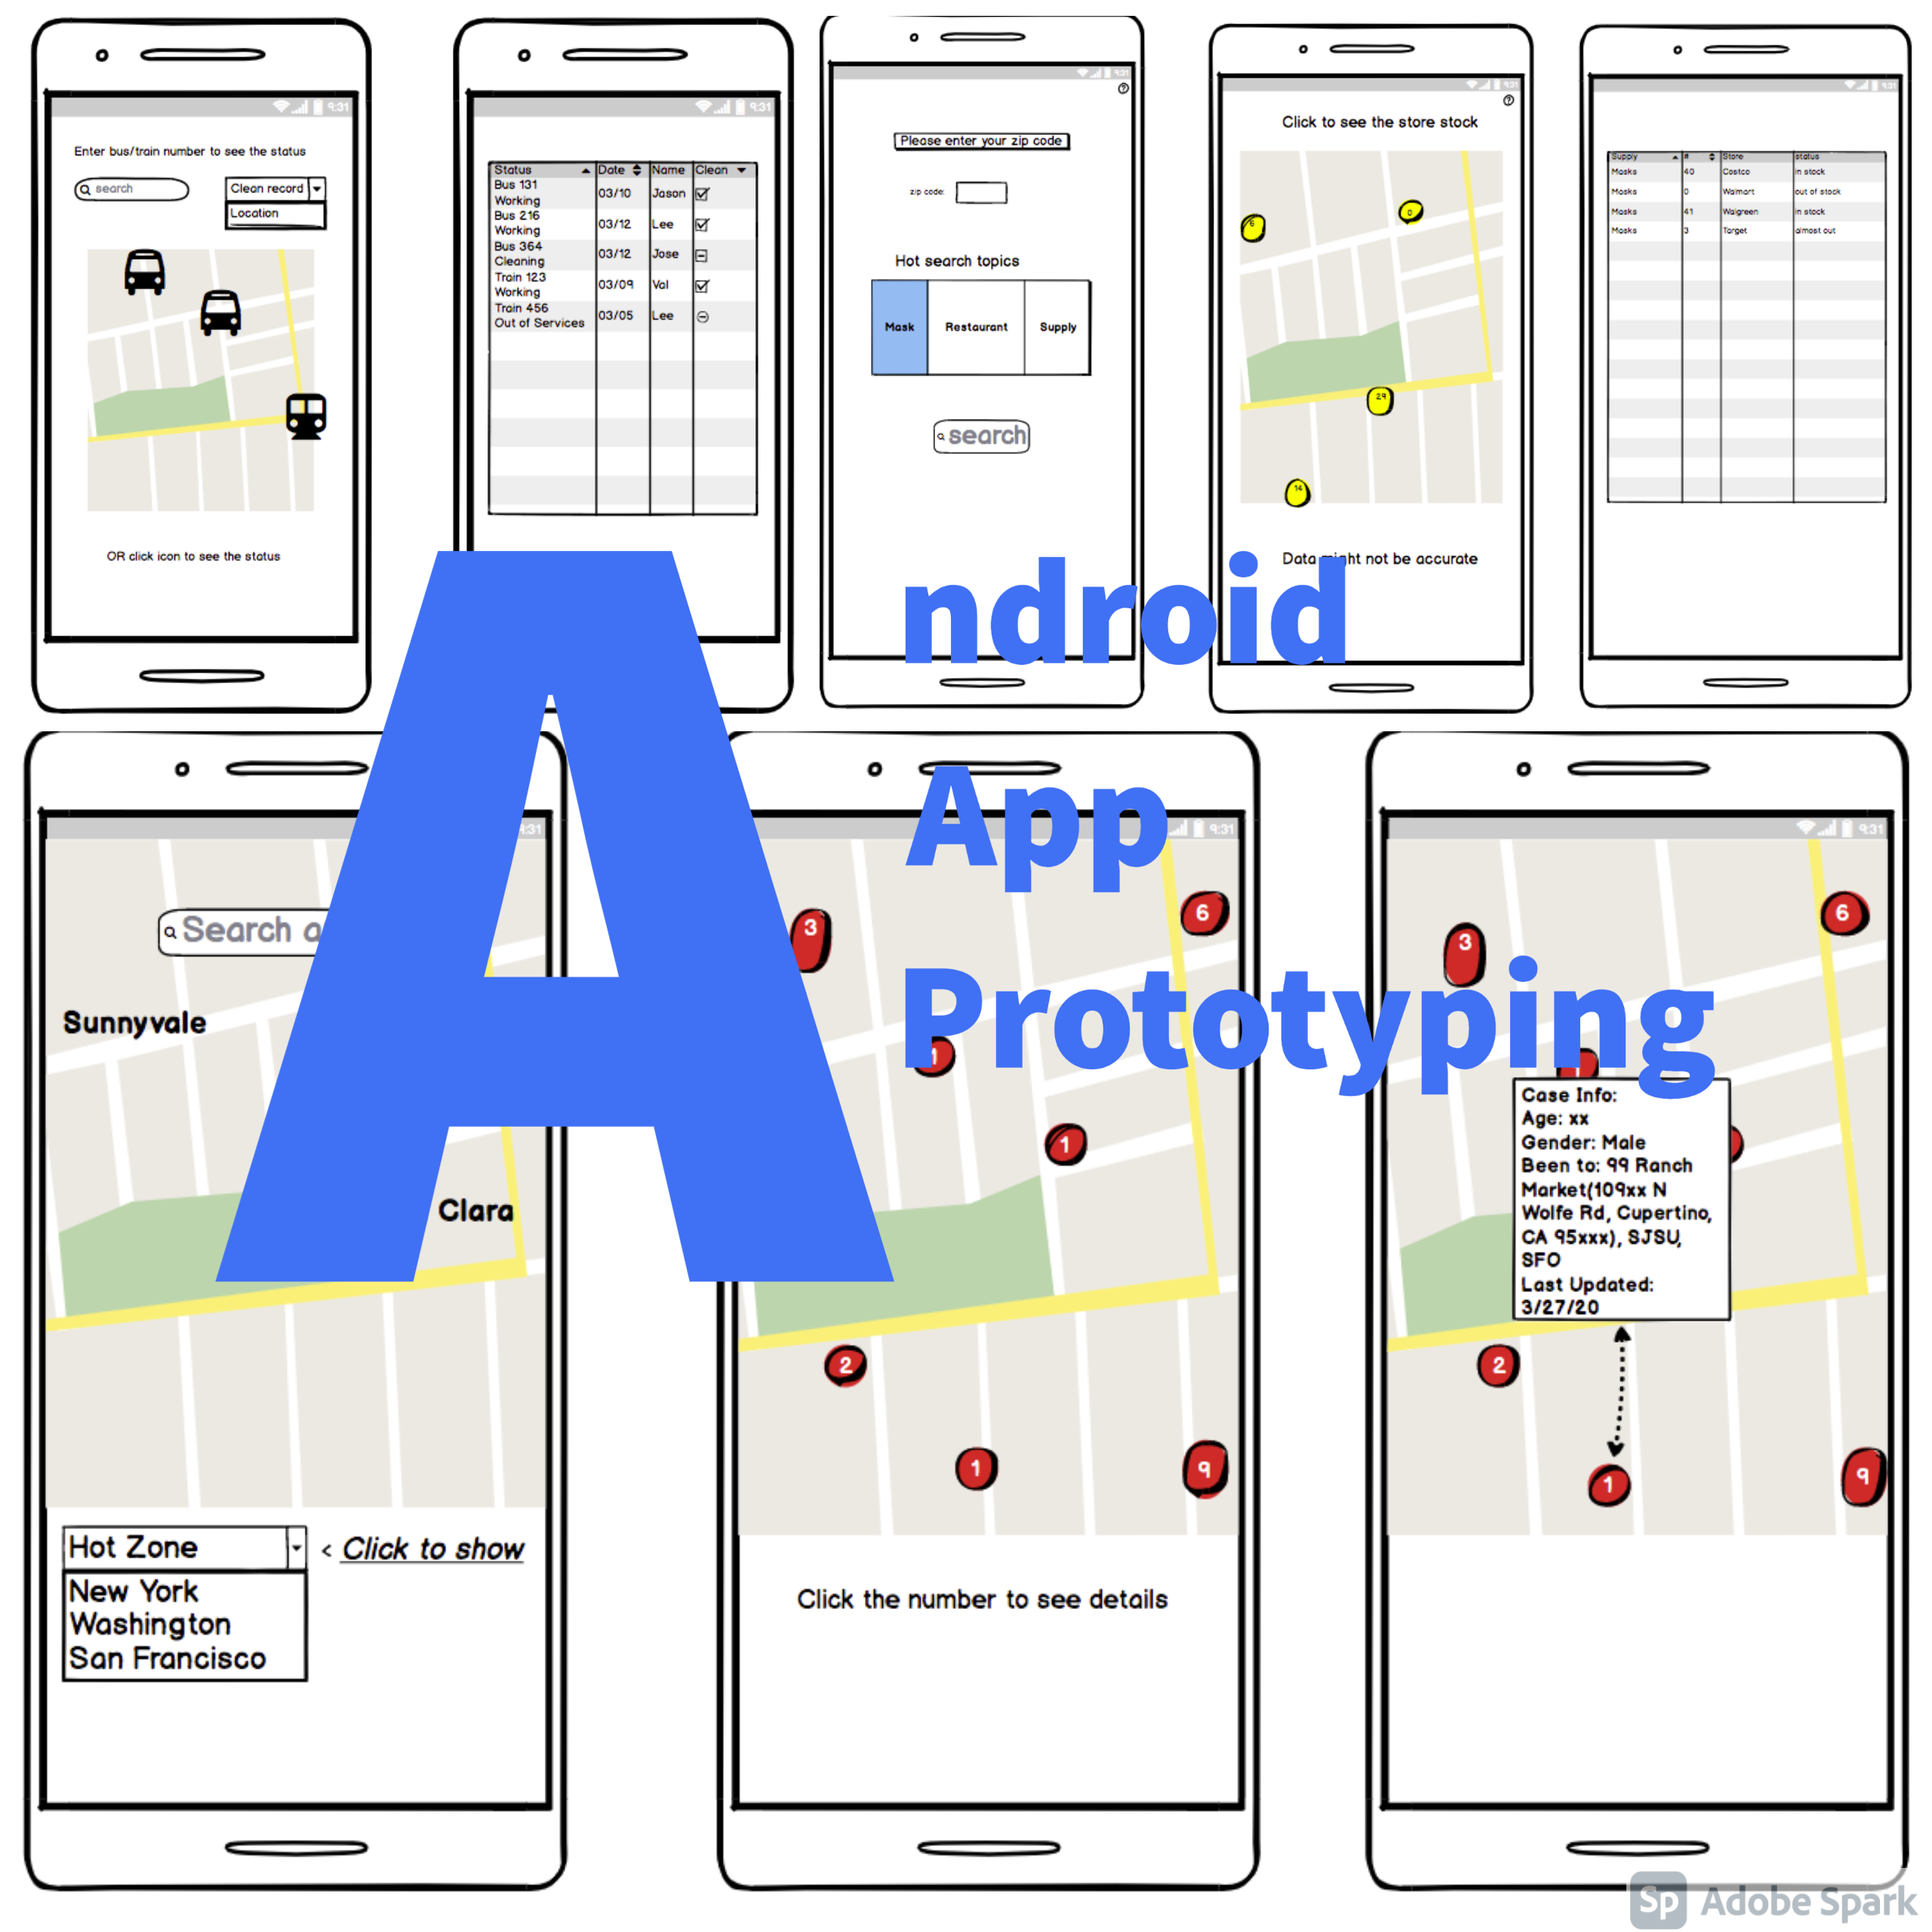 9:31
Enter bus/train number to see the status
search
Clean record
Location
OR click icon to see the status
9:31
Status Date Name Clean
Bus 131
Working 03/10 Jason
Bus 216
Working 03/12 Lee
Bus 364
Cleaning 03/12 Jose
Train 123
Working 03/09 Val
Train 456
Out of Services 03/05 Lee
9:31
?
Please enter your zip code
zip code:
Hot search topics
Mask Restaurant Supply
search
9:31
?
Click to see the store stock
6
0
29
14
Data might not be accurate
9:31
Supply # Store status
Masks 40 Costco in stock
Masks 0 Walmart out of stock
Masks 41 Walgreen in stock
Masks 3 Target almost out
Android
App
Prototyping
9:31
Search
Sunnyvale
Clara
Hot Zone < Click to show
New York
Washington
San Francisco
9:31
3
6
1
1
2
1
9
Click the number to see details
9:31
3
6
1
Case Info:
Age: xx
Gender: Male
Been to: 99 Ranch
Market(109xx N
Wolfe Rd, Cupertino,
CA 95xxx), SJSU,
SFO
Last Updated:
3/27/20
2
1
9
Sp Adobe Spark